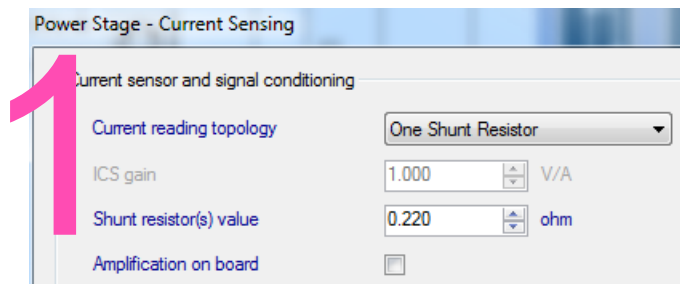 Power Stage - Current Sensing
1
Current sensor and signal conditioning
Current reading topology One Shunt Resistor
ICS gain 1.000 V/A
Shunt resistor(s) value 0.220 ohm
Amplification on board